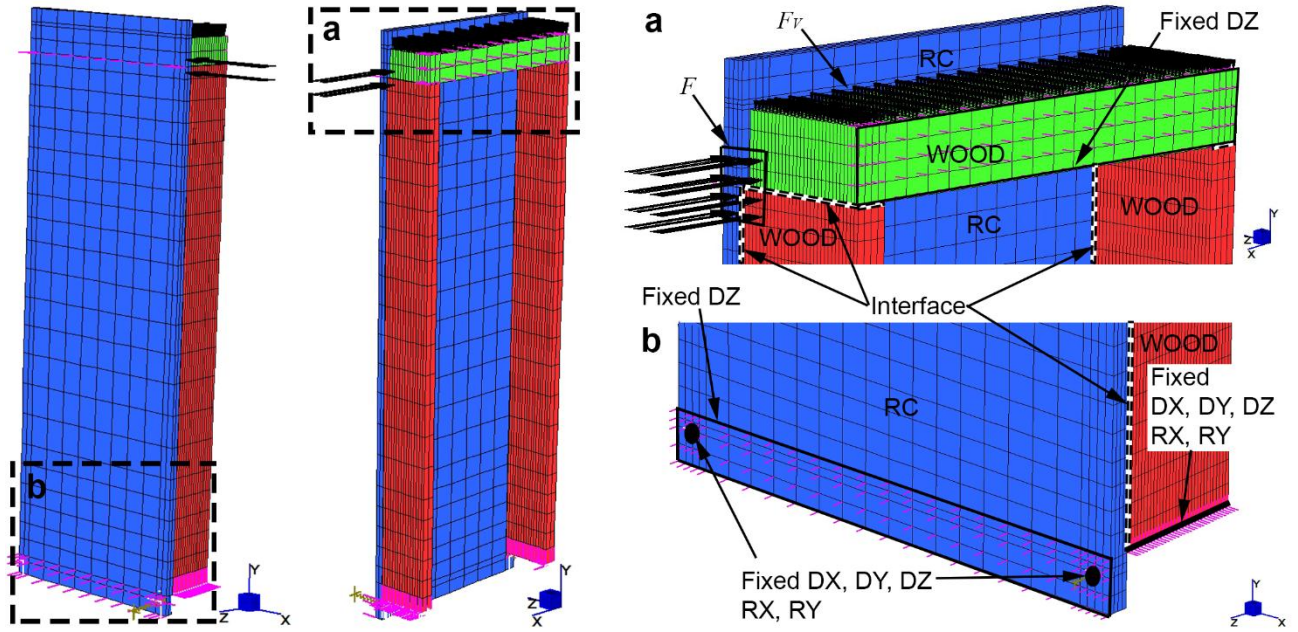 a
b
Y
Z
X
Y
Z
X
a
Fv
Fixed DZ
RC
F
WOOD
WOOD
RC
WOOD
Y
Z
X
Interface
b
Fixed DZ
WOOD
Fixed
DX, DY, DZ
RX, RY
RC
Fixed DX, DY, DZ
RX, RY
Y
Z
X